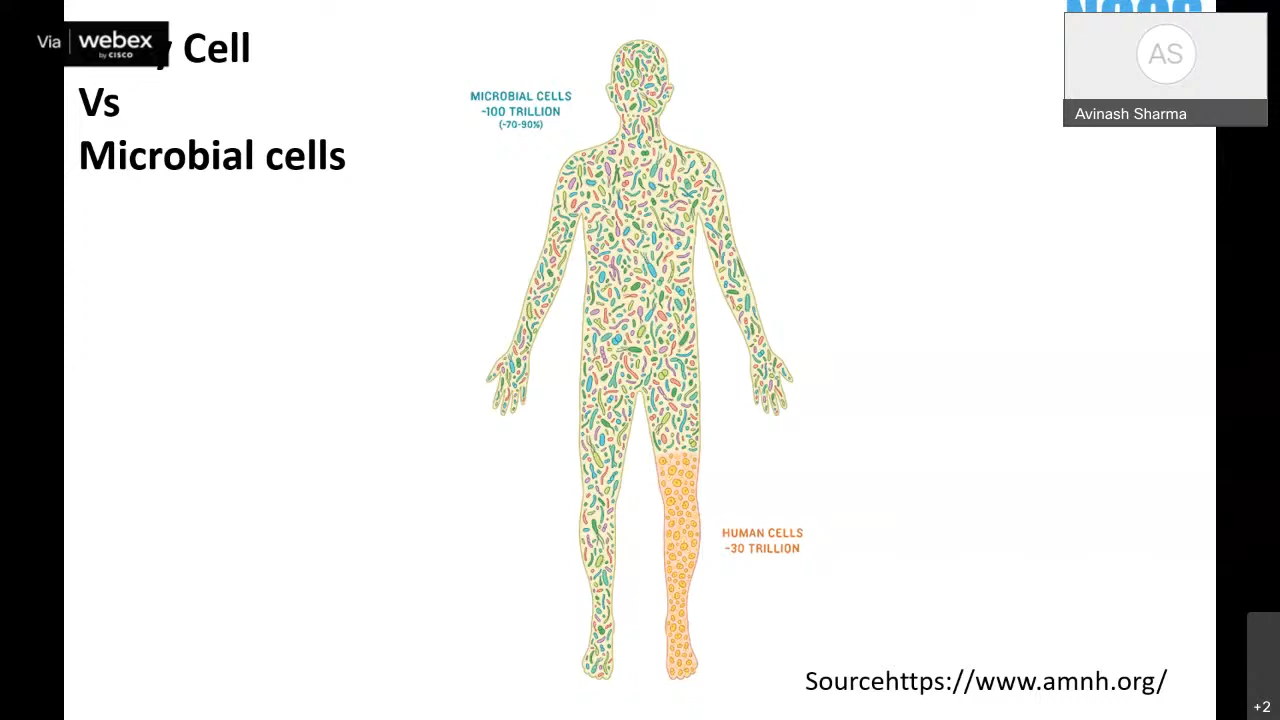 Via webex
by CISCO
Cell
Vs
Microbial cells
MICROBIAL CELLS
~100 TRILLION
(~70-90%)
AS
Avinash Sharma
HUMAN CELLS
~30 TRILLION
Sourcehttps://www.amnh.org/
+2